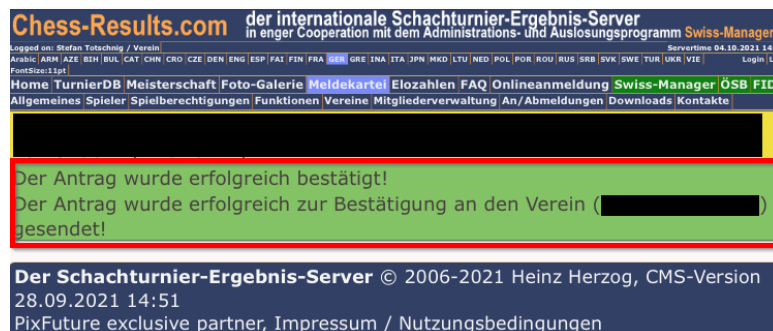 Chess-Results.com der internationale Schachturnier-Ergebnis-Server
in enger Cooperation mit dem Administrations- und Auslosungsprogramm Swiss-Manager
Logged on: Stefan Totschnig / Verein
Servertime 04.10.2021 14
Arabic ARM AZE BIH BUL CAT CHN CRO CZE DEN ENG ESP FAI FIN FRA GER GRE INA ITA JPN MKD LTU NED POL POR ROU RUS SRB SVK SWE TUR UKR VIE Login
FontSize:11pt
Home TurnierDB Meisterschaft Foto-Galerie Meldekartei Elozahlen FAQ Onlineanmeldung Swiss-Manager ÖSB FID
Allgemeines Spieler Spielberechtigungen Funktionen Vereine Mitgliederverwaltung An/Abmeldungen Downloads Kontakte
Der Antrag wurde erfolgreich bestätigt!
Der Antrag wurde erfolgreich zur Bestätigung an den Verein ( )
gesendet!
Der Schachturnier-Ergebnis-Server © 2006-2021 Heinz Herzog, CMS-Version
28.09.2021 14:51
PixFuture exclusive partner, Impressum / Nutzungsbedingungen